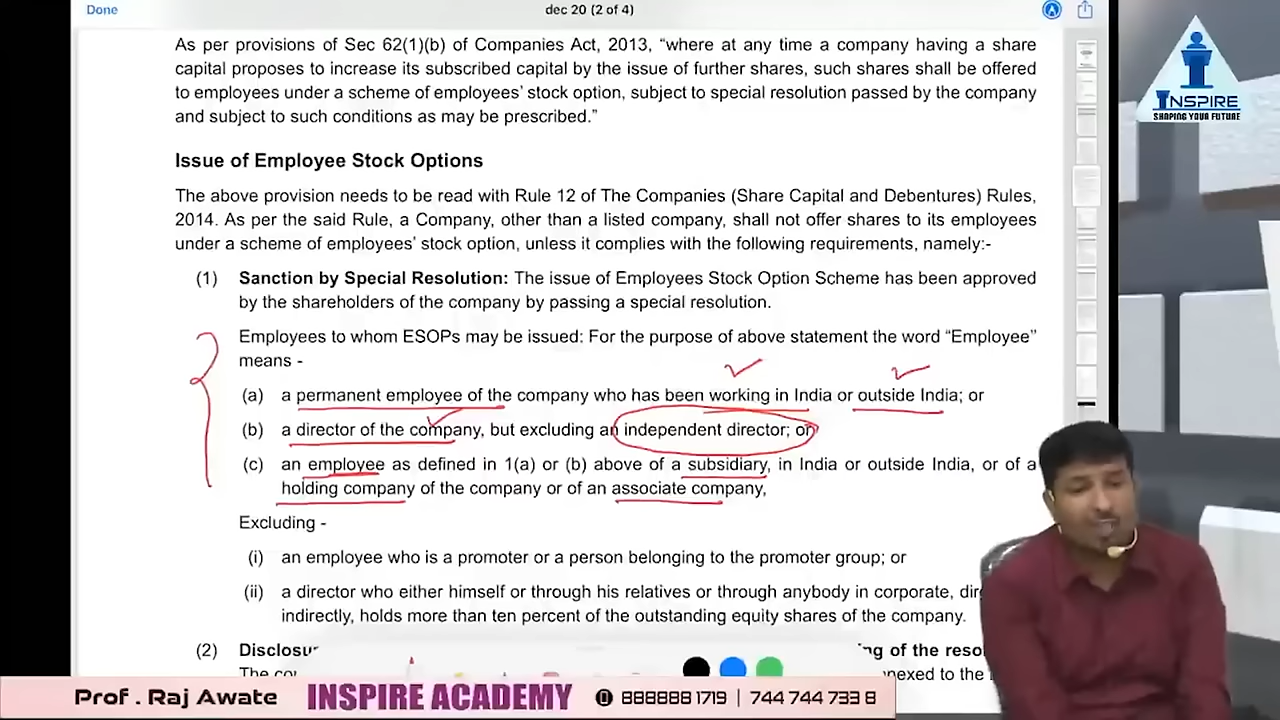 Done
dec 20 (2 of 4)
As per provisions of Sec 62(1)(b) of Companies Act, 2013, “where at any time a company having a share
capital proposes to increase its subscribed capital by the issue of further shares, such shares shall be offered
to employees under a scheme of employees’ stock option, subject to special resolution passed by the company
and subject to such conditions as may be prescribed.”
INSPIRE
SHAPING YOUR FUTURE
Issue of Employee Stock Options
The above provision needs to be read with Rule 12 of The Companies (Share Capital and Debentures) Rules,
2014. As per the said Rule, a Company, other than a listed company, shall not offer shares to its employees
under a scheme of employees’ stock option, unless it complies with the following requirements, namely:-
(1) Sanction by Special Resolution: The issue of Employees Stock Option Scheme has been approved
by the shareholders of the company by passing a special resolution.
Employees to whom ESOPs may be issued: For the purpose of above statement the word “Employee”
means -
(a) a permanent employee of the company who has been working in India or outside India; or
(b) a director of the company, but excluding an independent director; or
(c) an employee as defined in 1(a) or (b) above of a subsidiary, in India or outside India, or of a
holding company of the company or of an associate company,
Excluding -
(i) an employee who is a promoter or a person belonging to the promoter group; or
(ii) a director who either himself or through his relatives or through anybody in corporate,
indirectly, holds more than ten percent of the outstanding equity shares of the company.
(2) of the
The to the
Prof. Raj Awate INSPIRE ACADEMY 888888 1719 | 744 744 733 8